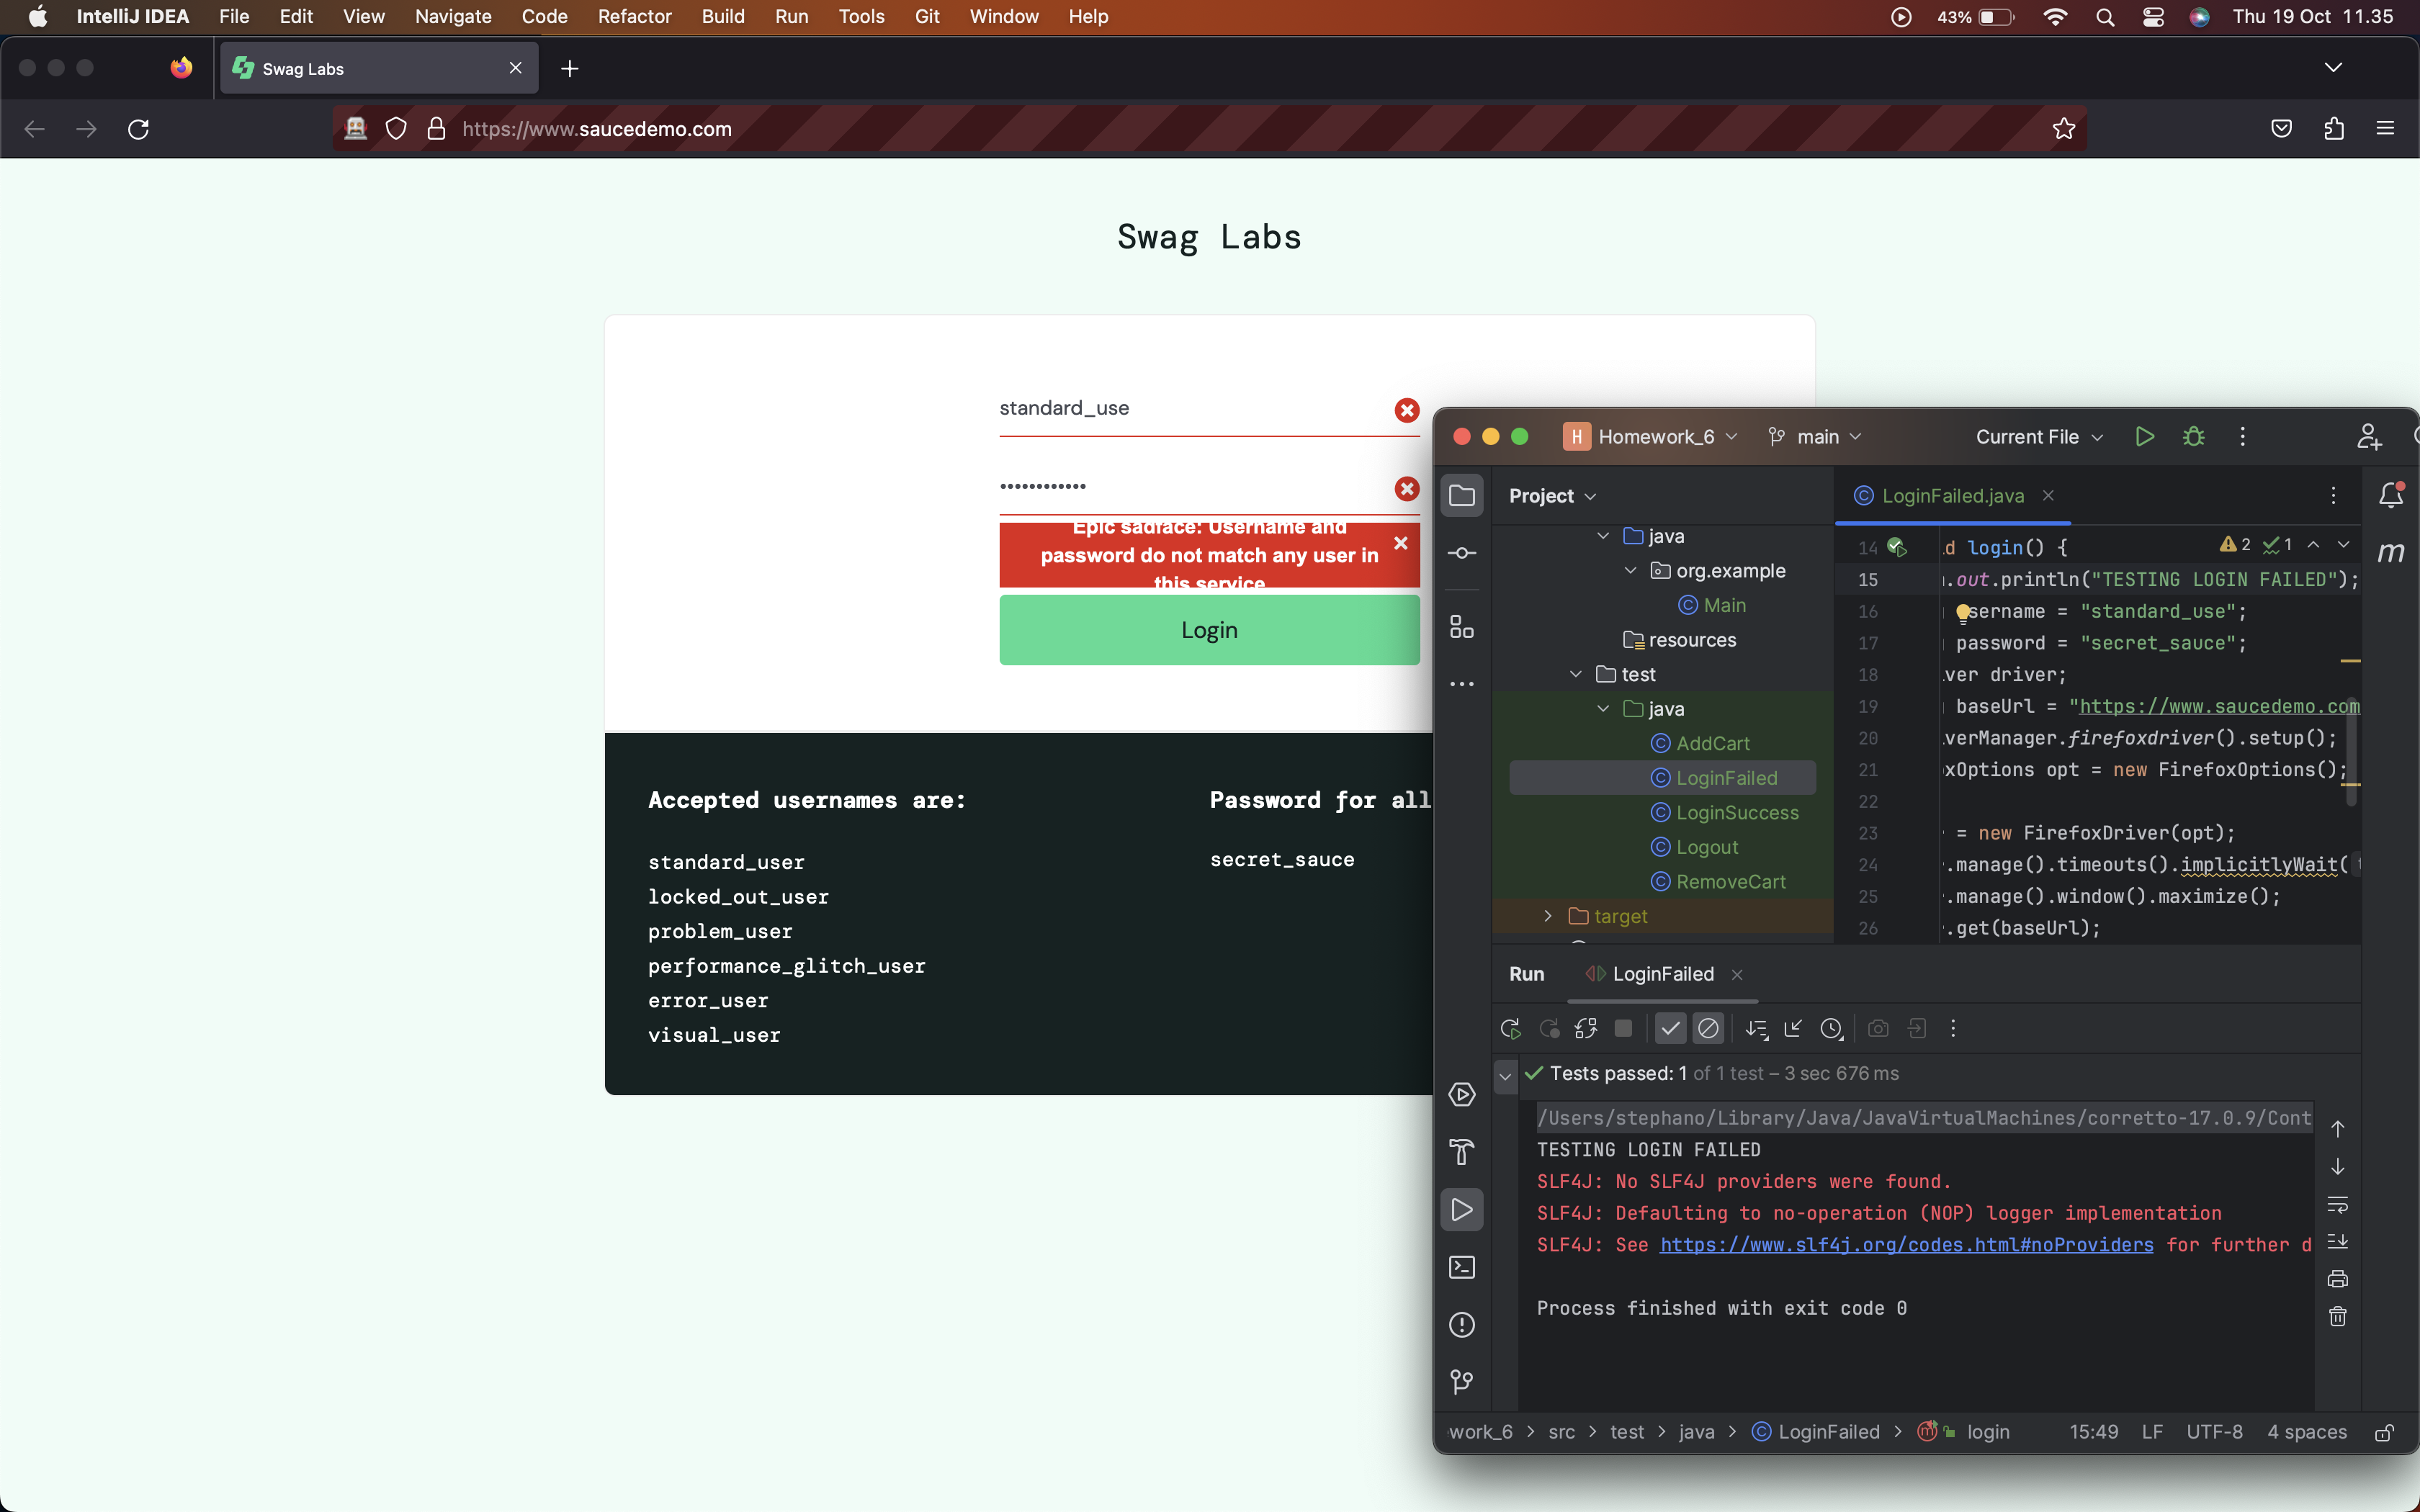 IntelliJ IDEA File Edit View Navigate Code Refactor Build Run Tools Git Window Help
43% Thu 19 Oct 11.35
Swag Labs
https://www.saucedemo.com
Swag Labs
standard_use
Epic sadface: Username and
password do not match any user in
this service
Login
Accepted usernames are:
standard_user
locked_out_user
problem_user
performance_glitch_user
error_user
visual_user
Password for all
secret_sauce
H Homework_6 main Current File
Project
java
org.example
Main
resources
test
java
AddCart
LoginFailed
LoginSuccess
Logout
RemoveCart
target
LoginFailed.java
2 1
14 d login() {
15 .out.println("TESTING LOGIN FAILED");
16 sername = "standard_use";
17 password = "secret_sauce";
18 ver driver;
19 baseUrl = "https://www.saucedemo.com
20 verManager.firefoxdriver().setup();
21 xOptions opt = new FirefoxOptions();
22
23 = new FirefoxDriver(opt);
24 .manage().timeouts().implicitlyWait(
25 .manage().window().maximize();
26 .get(baseUrl);
m
Run LoginFailed
Tests passed: 1 of 1 test – 3 sec 676 ms
/Users/stephano/Library/Java/JavaVirtualMachines/corretto-17.0.9/Cont
TESTING LOGIN FAILED
SLF4J: No SLF4J providers were found.
SLF4J: Defaulting to no-operation (NOP) logger implementation
SLF4J: See https://www.slf4j.org/codes.html#noProviders for further d
Process finished with exit code 0
work_6 > src > test > java > LoginFailed > login 15:49 LF UTF-8 4 spaces